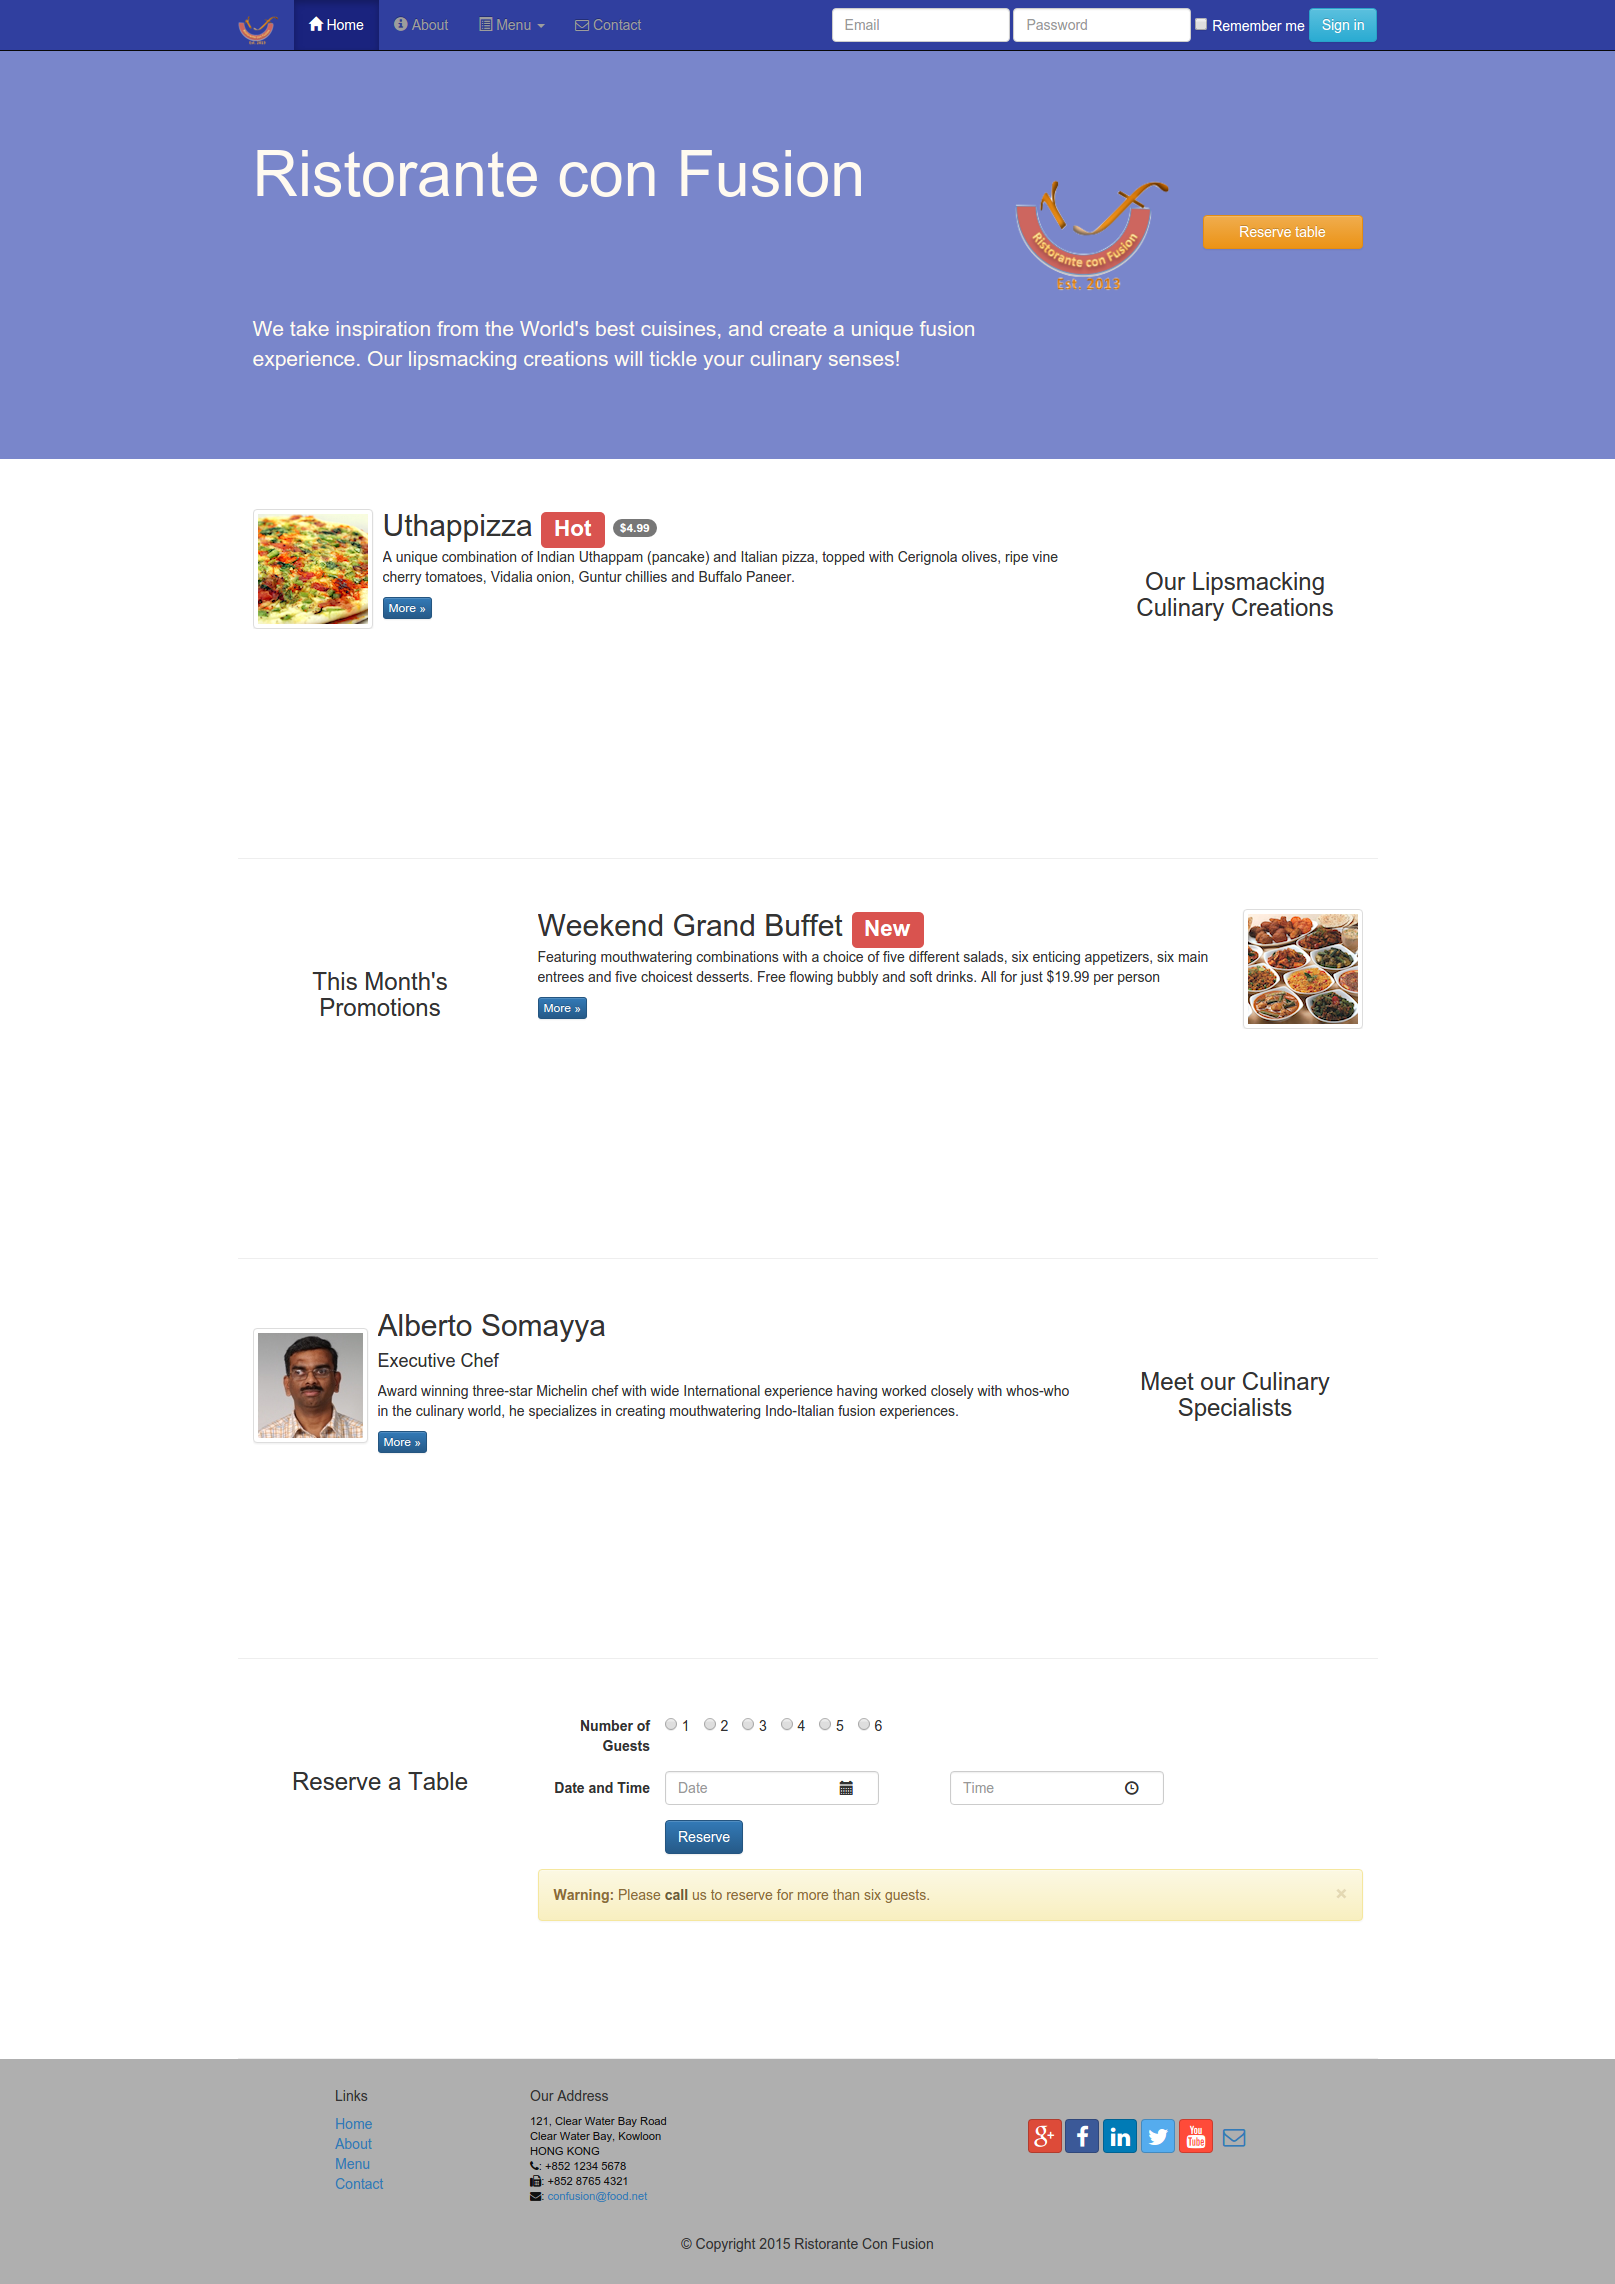 Home About Menu Contact Email Password Remember me Sign in
Ristorante con Fusion
Ristorante con Fusion
Est. 2013
Reserve table
We take inspiration from the World's best cuisines, and create a unique fusion
experience. Our lipsmacking creations will tickle your culinary senses!
Uthappizza Hot $4.99
A unique combination of Indian Uthappam (pancake) and Italian pizza, topped with Cerignola olives, ripe vine
cherry tomatoes, Vidalia onion, Guntur chillies and Buffalo Paneer.
More »
Our Lipsmacking
Culinary Creations
This Month's
Promotions
Weekend Grand Buffet New
Featuring mouthwatering combinations with a choice of five different salads, six enticing appetizers, six main
entrees and five choicest desserts. Free flowing bubbly and soft drinks. All for just $19.99 per person
More »
Alberto Somayya
Executive Chef
Award winning three-star Michelin chef with wide International experience having worked closely with whos-who
in the culinary world, he specializes in creating mouthwatering Indo-Italian fusion experiences.
More »
Meet our Culinary
Specialists
Reserve a Table
Number of
Guests
1 2 3 4 5 6
Date and Time Date Time
Reserve
Warning: Please call us to reserve for more than six guests. ×
Links
Home
About
Menu
Contact
Our Address
121, Clear Water Bay Road
Clear Water Bay, Kowloon
HONG KONG
: +852 1234 5678
: +852 8765 4321
: confusion@food.net
g+ f in You Tube
© Copyright 2015 Ristorante Con Fusion